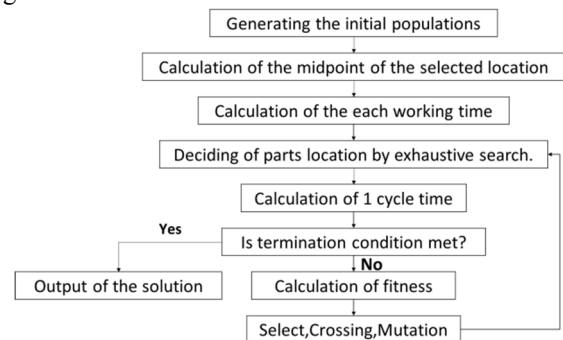 g
Generating the initial populations
Calculation of the midpoint of the selected location
Calculation of the each working time
Deciding of parts location by exhaustive search.
Calculation of 1 cycle time
Yes
Is termination condition met?
No
Output of the solution
Calculation of fitness
Select,Crossing,Mutation